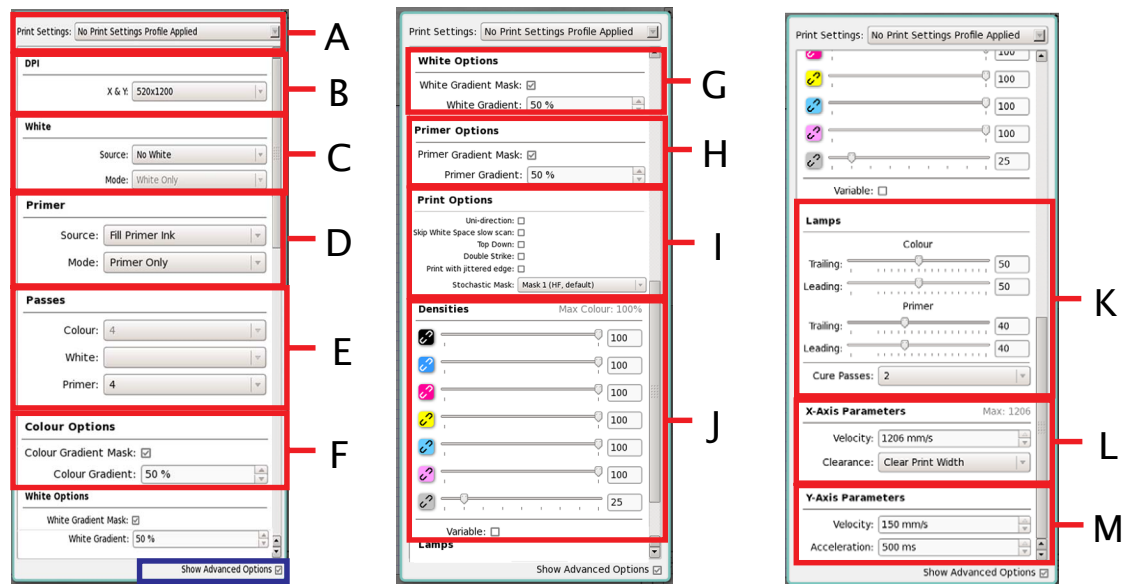 Print Settings: No Print Settings Profile Applied
A
DPI
X & Y: 520x1200
B
White
Source: No White
C
Mode: White Only
Primer
Source: Fill Primer Ink
D
Mode: Primer Only
Passes
Colour: 4
White:
E
Primer: 4
Colour Options
Colour Gradient Mask:
F
Colour Gradient: 50 %
White Options
White Gradient Mask:
White Gradient: 50 %
Show Advanced Options
Print Settings: No Print Settings Profile Applied
White Options
White Gradient Mask:
G
White Gradient: 50 %
Primer Options
Primer Gradient Mask:
H
Primer Gradient: 50 %
Print Options
Uni-direction:
Skip White Space slow scan:
Top Down:
I
Double Strike:
Print with jittered edge:
Stochastic Mask: Mask 1 (HF, default)
Densities Max Colour: 100%
100
100
100
100
J
100
100
25
Variable:
Lamps
Show Advanced Options
Print Settings: No Print Settings Profile Applied
100
100
100
100
25
Variable:
Lamps
Colour
Trailing: 50
Leading: 50
K
Primer
Trailing: 40
Leading: 40
Cure Passes: 2
X-Axis Parameters Max: 1206
Velocity: 1206 mm/s
L
Clearance: Clear Print Width
Y-Axis Parameters
Velocity: 150 mm/s
M
Acceleration: 500 ms
Show Advanced Options